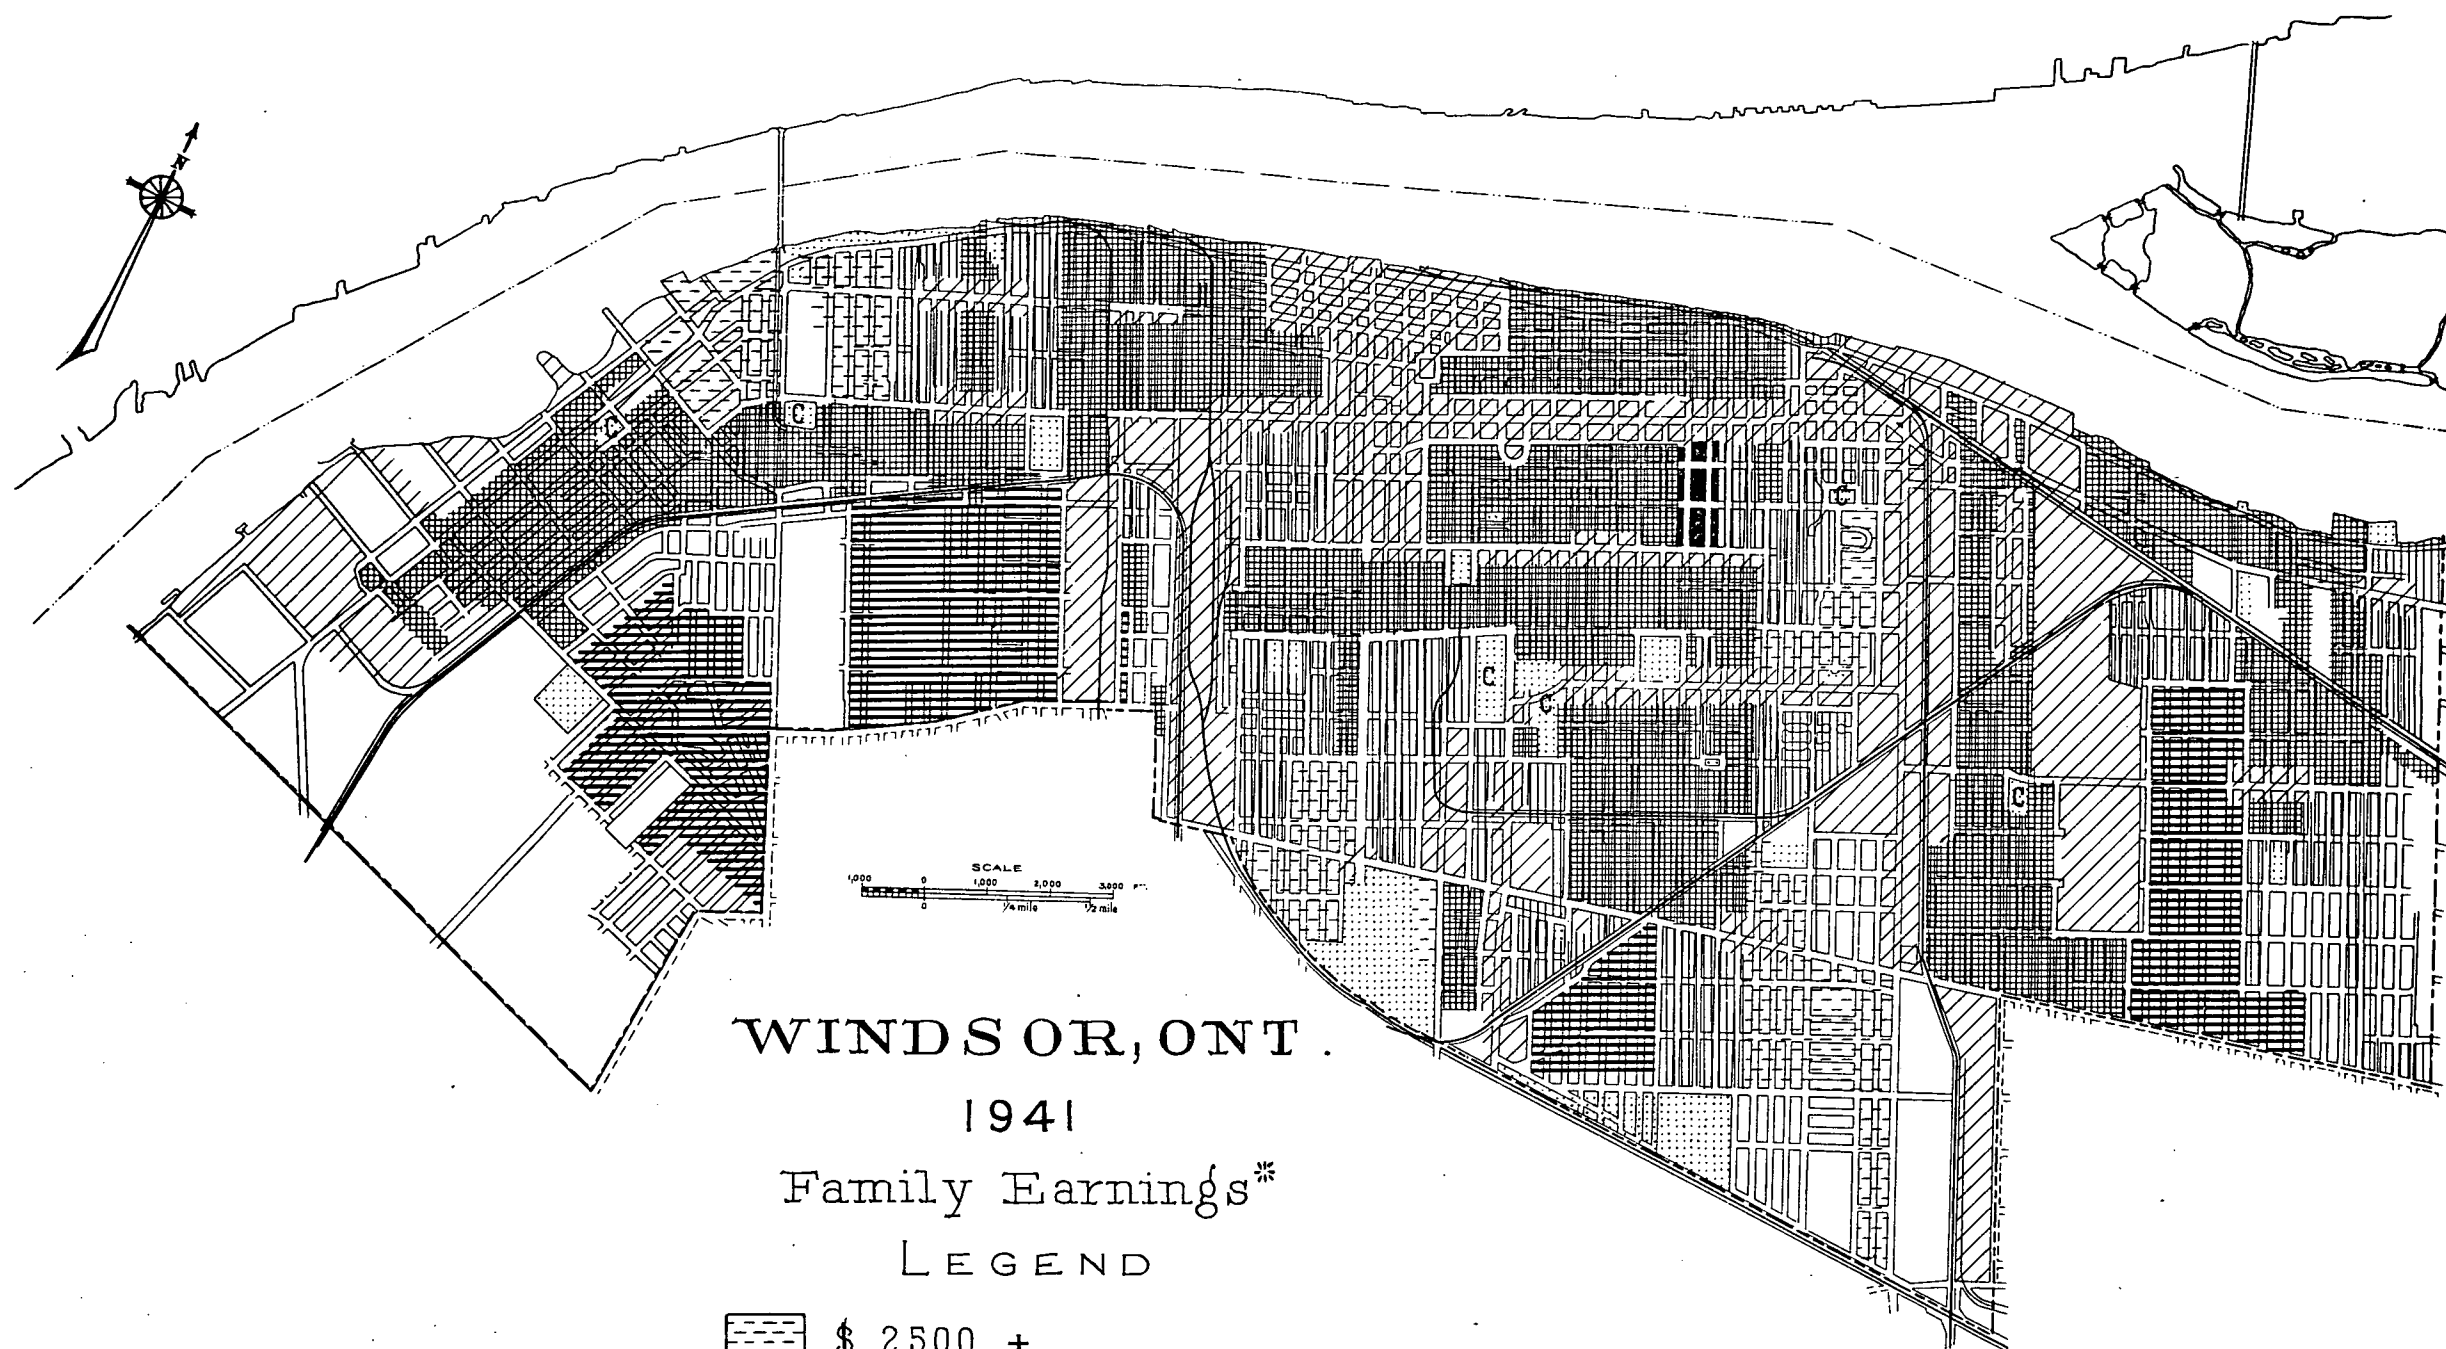 N
C
C
C
C
C
C
SCALE
1,000 0 1,000 2,000 3,000 FT.
0 1/4 mile 1/2 mile
WINDSOR, ONT.
1941
Family Earnings*
LEGEND
$ 2500 +